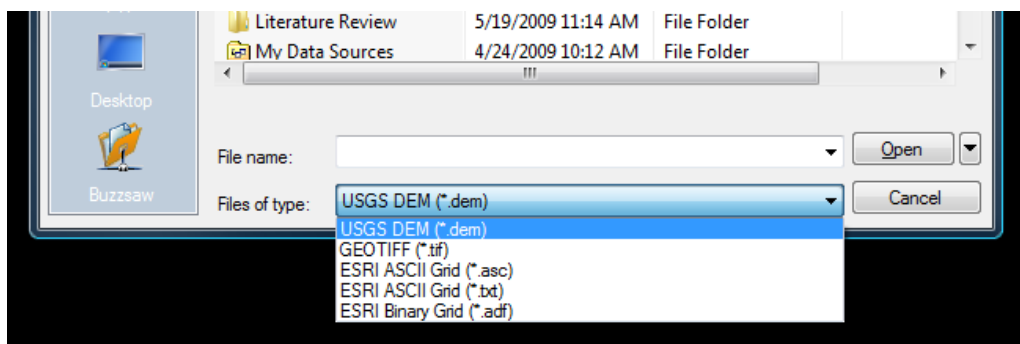 Literature Review 5/19/2009 11:14 AM File Folder
My Data Sources 4/24/2009 10:12 AM File Folder
Desktop
Buzzsaw
File name:
Open
Files of type: USGS DEM (*.dem)
Cancel
USGS DEM (*.dem)
GEOTIFF (*.tif)
ESRI ASCII Grid (*.asc)
ESRI ASCII Grid (*.txt)
ESRI Binary Grid (*.adf)